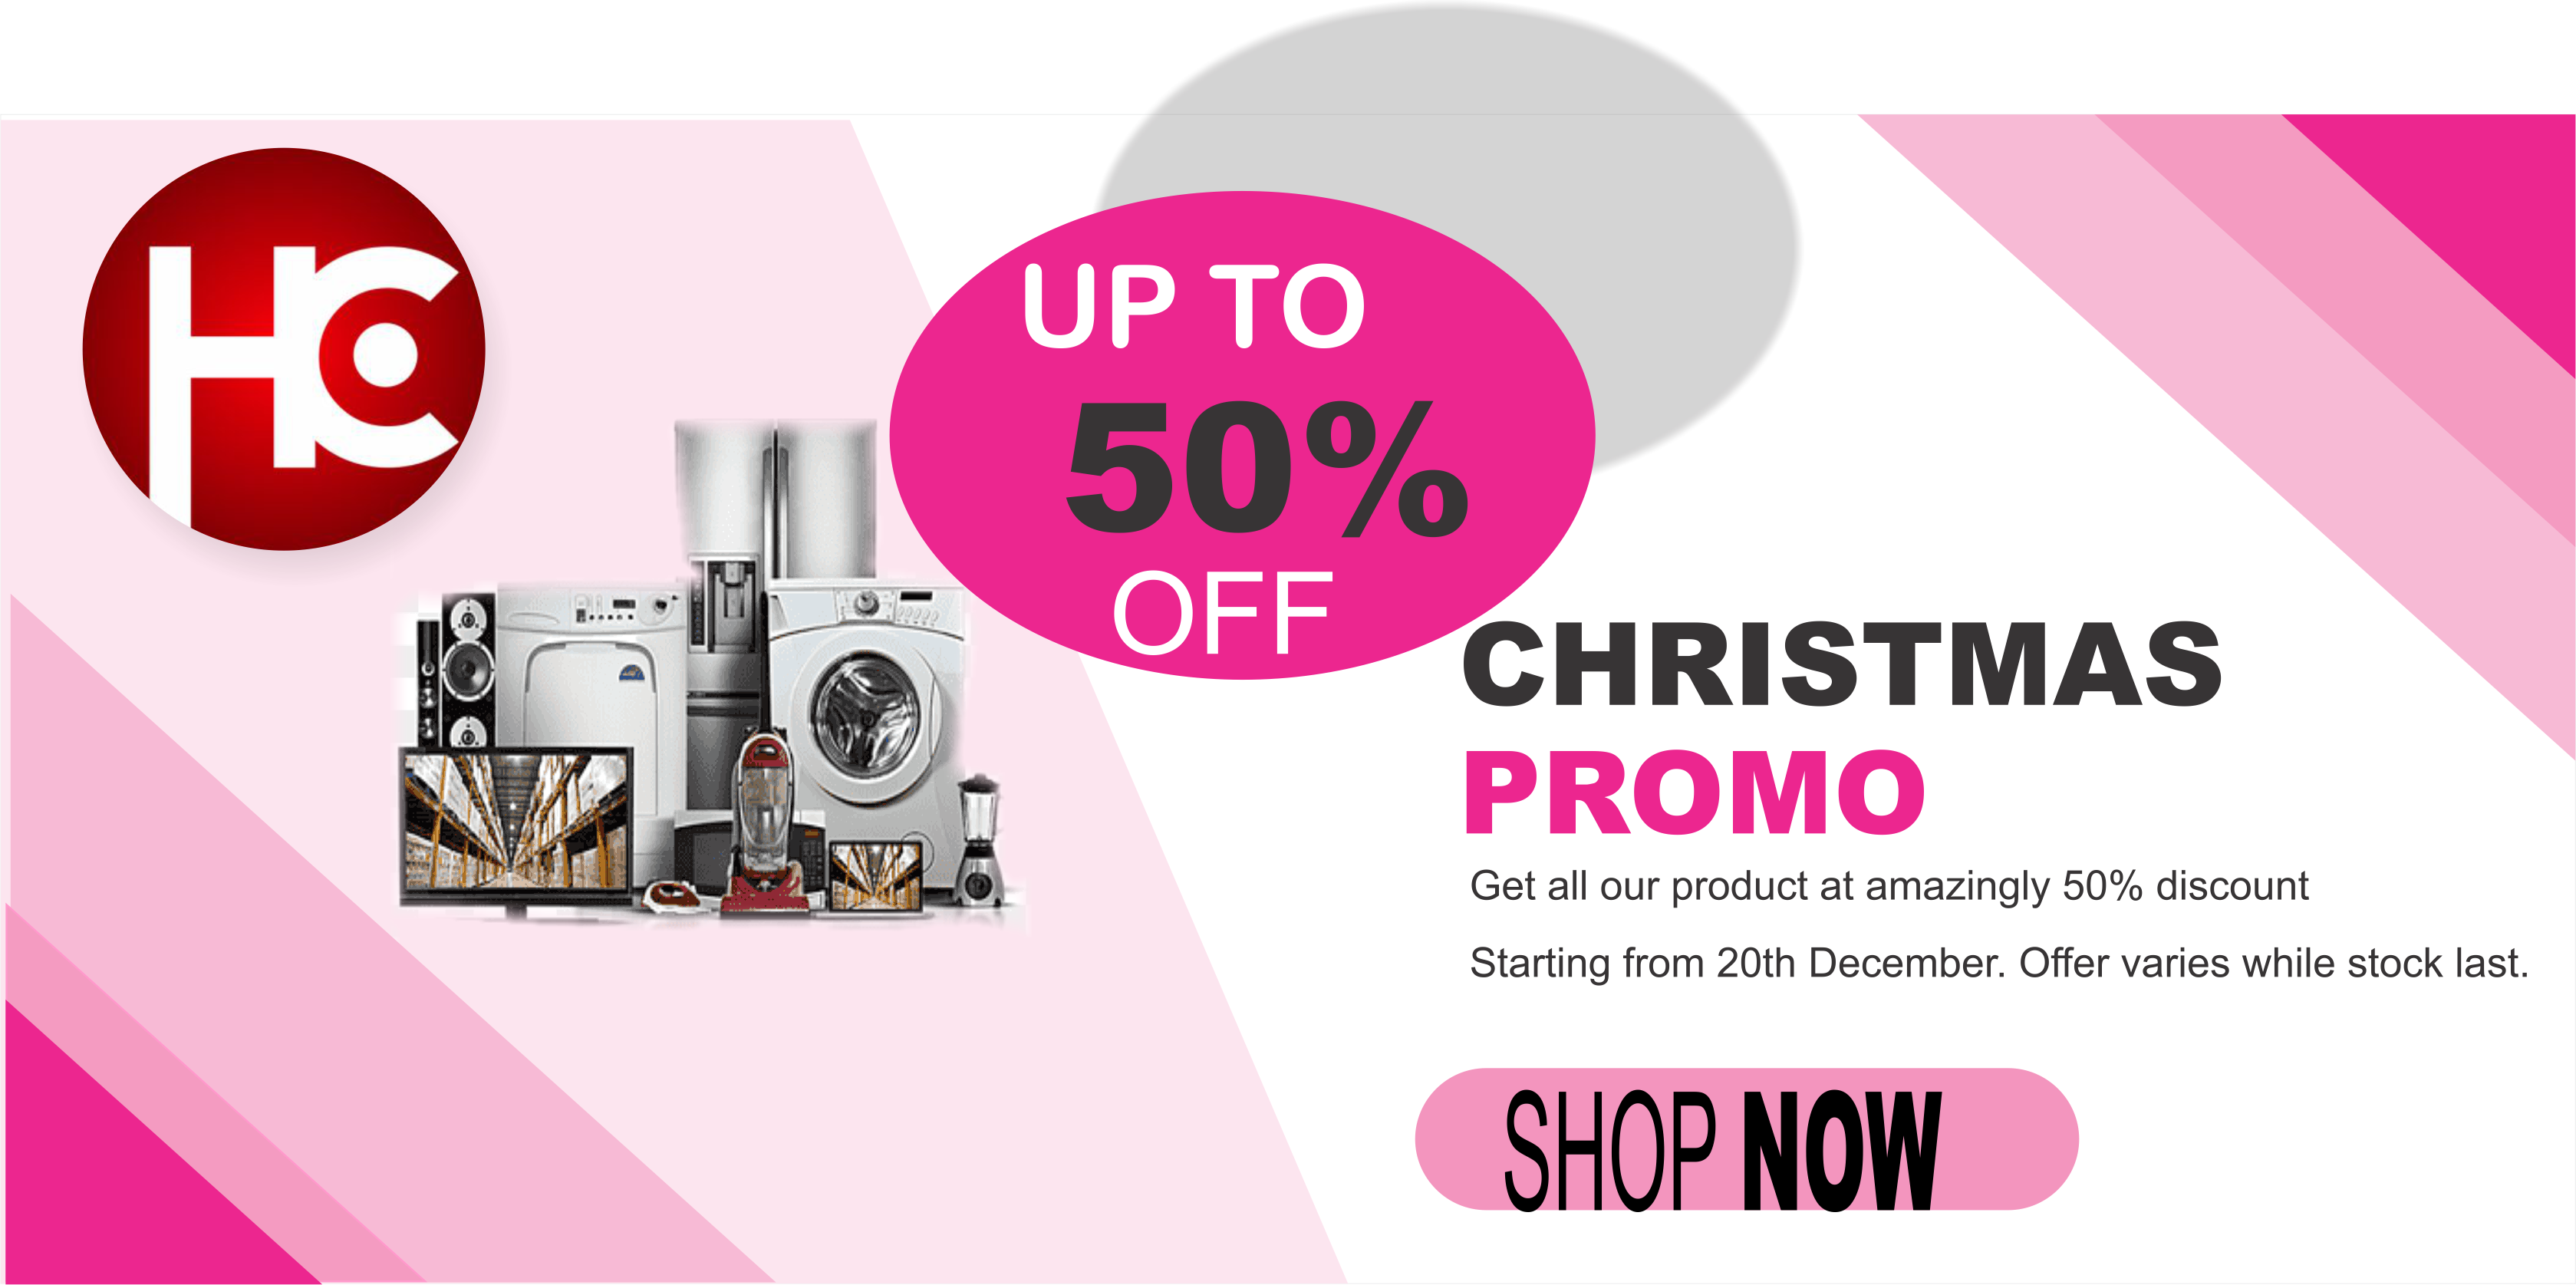 HC
UP TO
50%
OFF
CHRISTMAS
PROMO
Get all our product at amazingly 50% discount
Starting from 20th December. Offer varies while stock last.
SHOP NOW